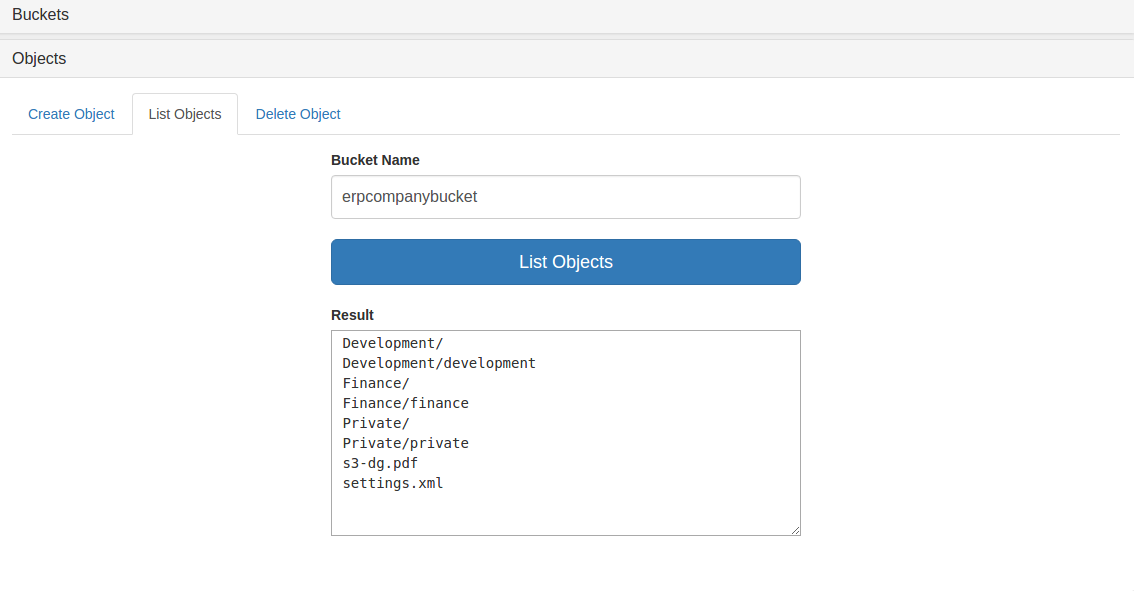 Buckets
Objects
Create Object List Objects Delete Object
Bucket Name
erpcompanybucket
List Objects
Result
Development/
Development/development
Finance/
Finance/finance
Private/
Private/private
s3-dg.pdf
settings.xml